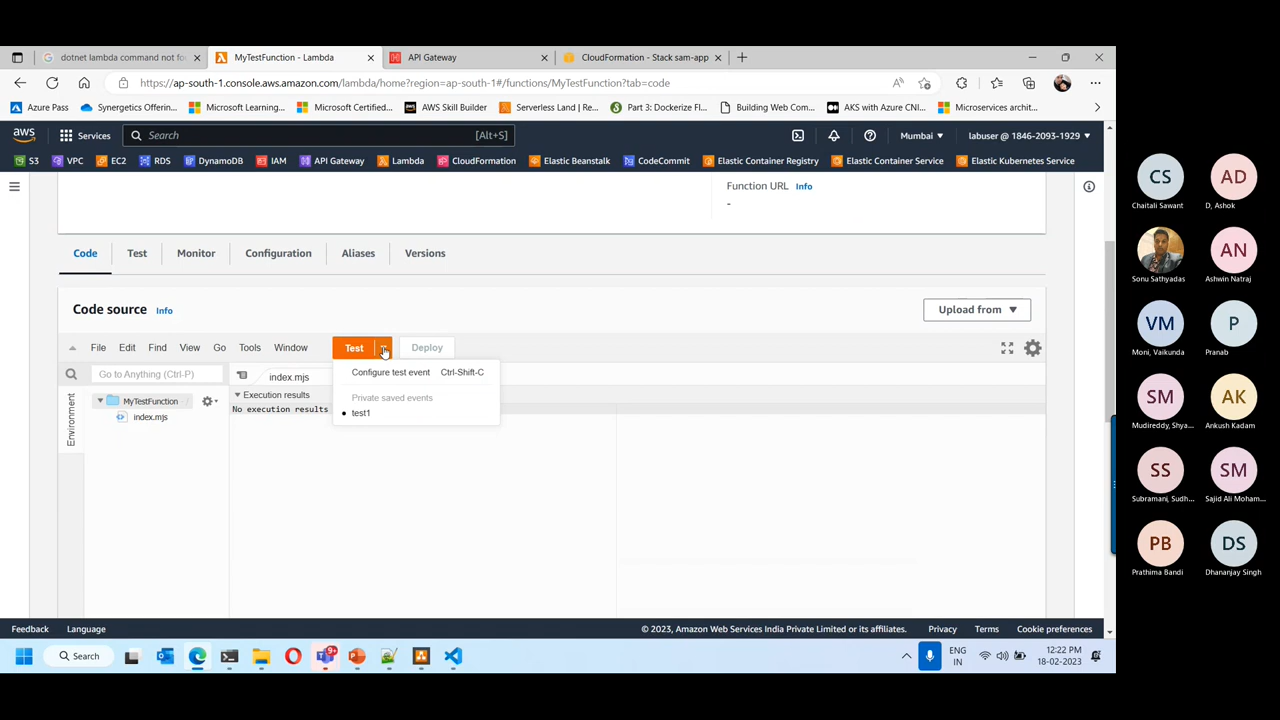 dotnet lambda command not fo
MyTestFunction - Lambda
API Gateway
CloudFormation - Stack sam-app
https://ap-south-1.console.aws.amazon.com/lambda/home?region=ap-south-1#/functions/MyTestFunction?tab=code
Azure Pass
Synergetics Offering...
Microsoft Learning...
Microsoft Certified...
AWS Skill Builder
Serverless Land | Re...
Part 3: Dockerize Fl...
Building Web Com...
AKS with Azure CNI...
Microservices archit...
aws
Services
Search
[Alt+S]
Mumbai
labuser @ 1846-2093-1929
S3
VPC
EC2
RDS
DynamoDB
IAM
API Gateway
Lambda
CloudFormation
Elastic Beanstalk
CodeCommit
Elastic Container Registry
Elastic Container Service
Elastic Kubernetes Service
Function URL Info
-
Code
Test
Monitor
Configuration
Aliases
Versions
Code source Info
Upload from
File
Edit
Find
View
Go
Tools
Window
Test
Deploy
Go to Anything (Ctrl-P)
index.mjs
Configure test event Ctrl-Shift-C
Private saved events
test1
Execution results
No execution results
Environment
MyTestFunction /
index.mjs
Feedback
Language
© 2023, Amazon Web Services India Private Limited or its affiliates.
Privacy
Terms
Cookie preferences
Search
9+
ENG
IN
12:22 PM
18-02-2023
CS
Chaitali Sawant
AD
D, Ashok
Sonu Sathyadas
AN
Ashwin Natraj
VM
Moni, Vaikunda
P
Pranab
SM
Mudireddy, Shya...
AK
Ankush Kadam
SS
Subramani, Sudh...
SM
Sajid Ali Moham...
PB
Prathima Bandi
DS
Dhananjay Singh